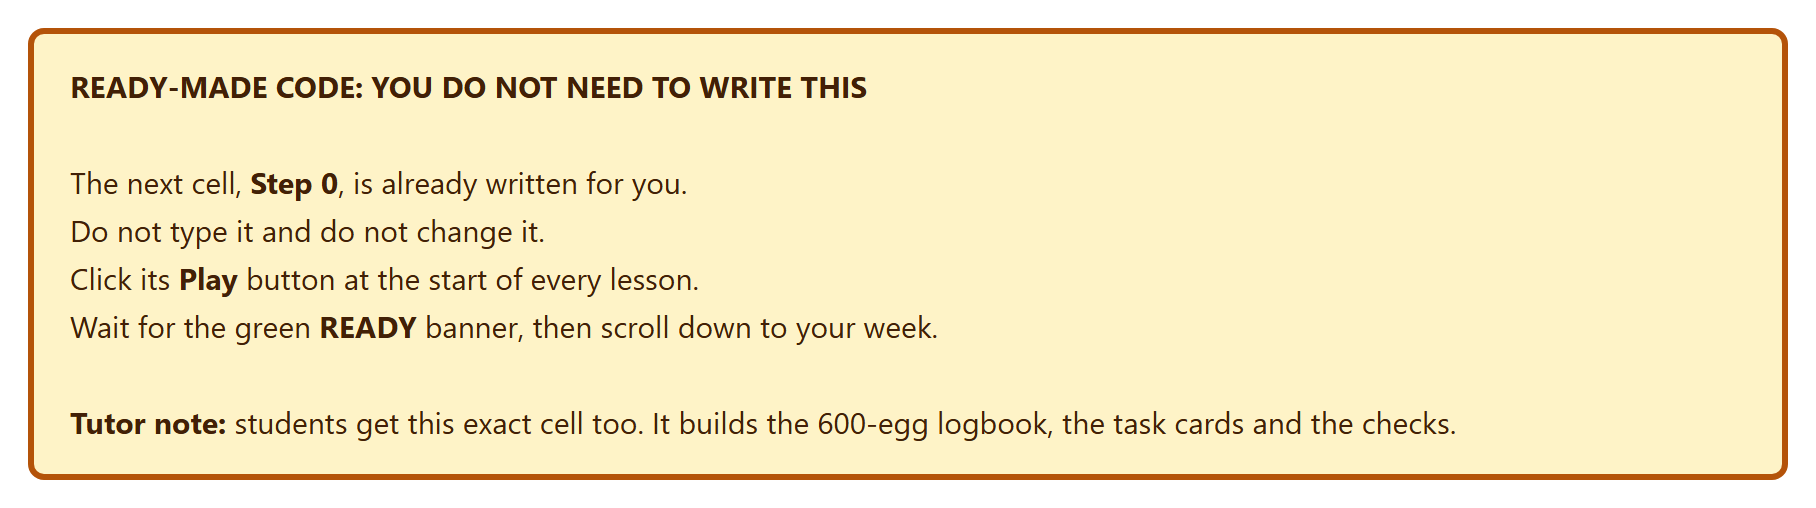 READY-MADE CODE: YOU DO NOT NEED TO WRITE THIS
The next cell, Step 0, is already written for you.
Do not type it and do not change it.
Click its Play button at the start of every lesson.
Wait for the green READY banner, then scroll down to your week.
Tutor note: students get this exact cell too. It builds the 600-egg logbook, the task cards and the checks.